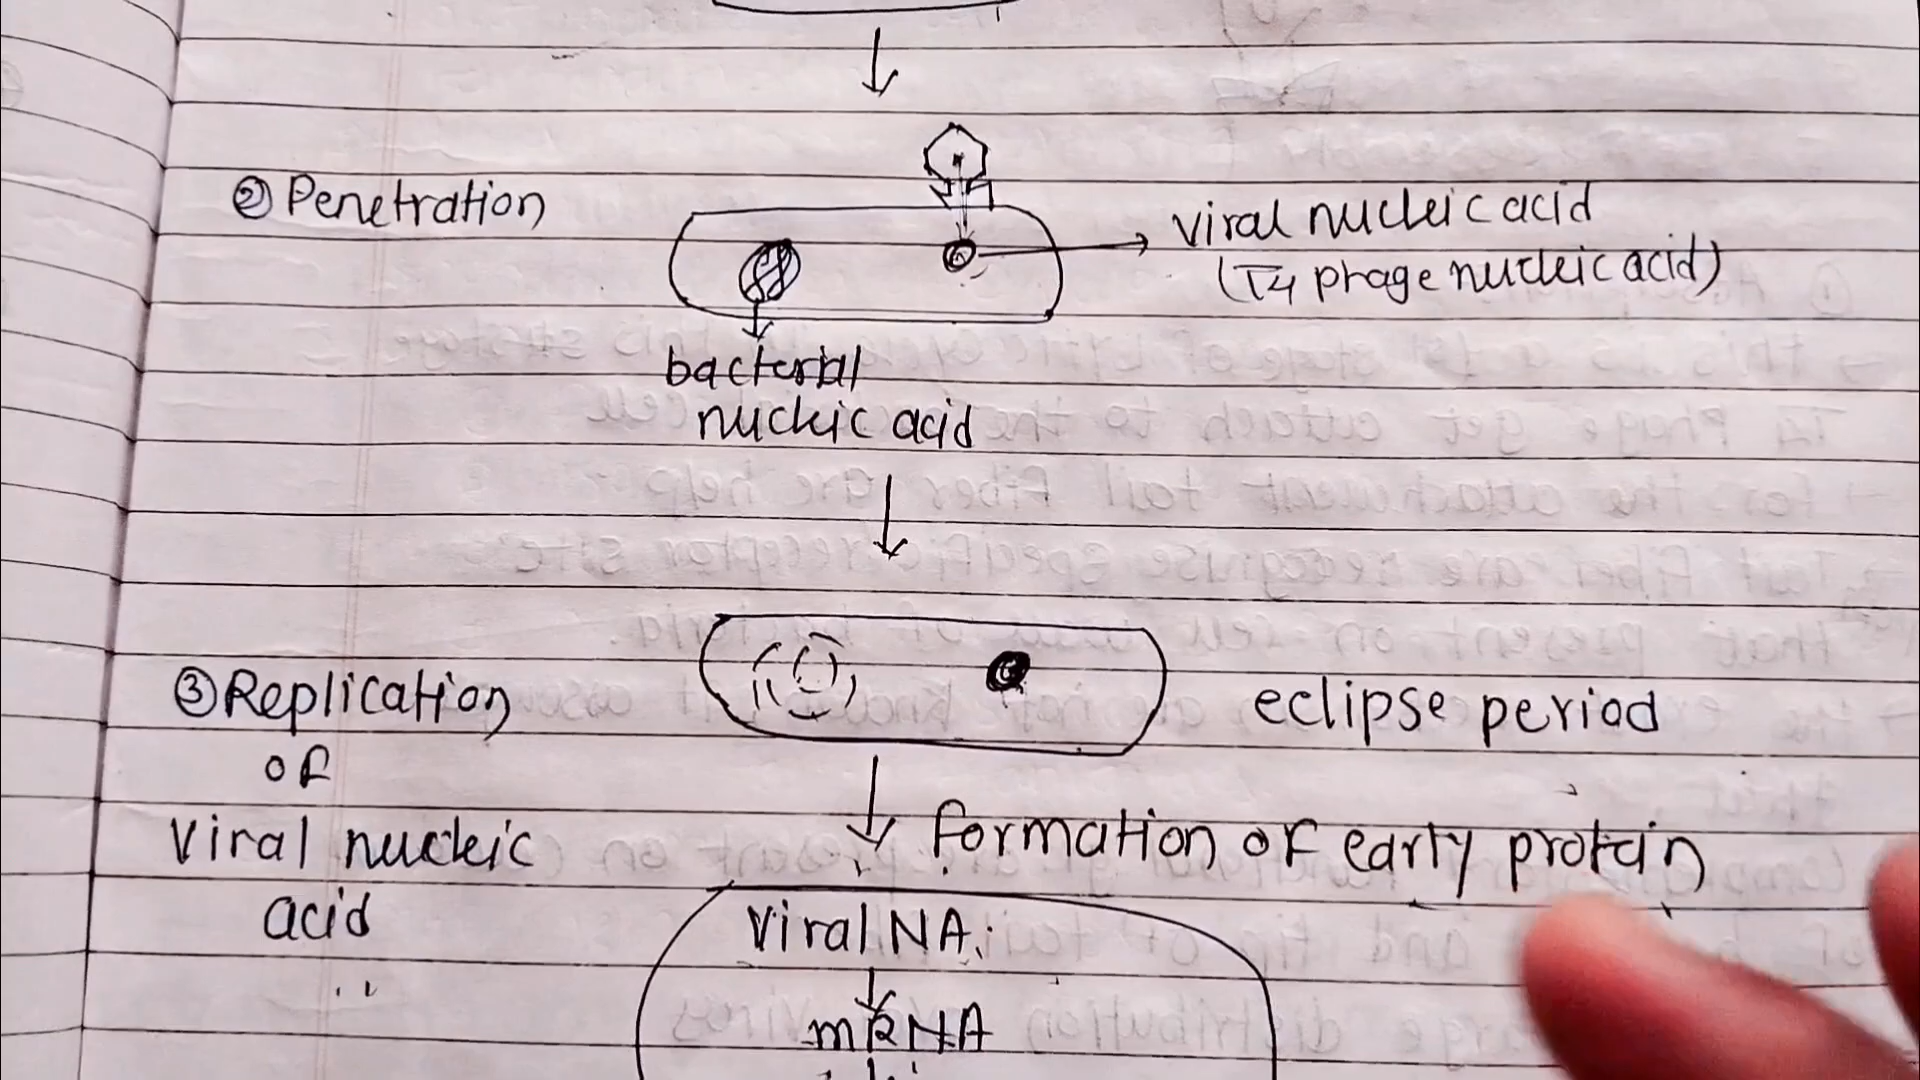 ② Penetration
viral nucleic acid
(T4 phage nucleic acid)
bacterial
nucleic acid
③ Replication
of
viral nucleic
acid
eclipse period
formation of early protein
Viral NA
mRNA